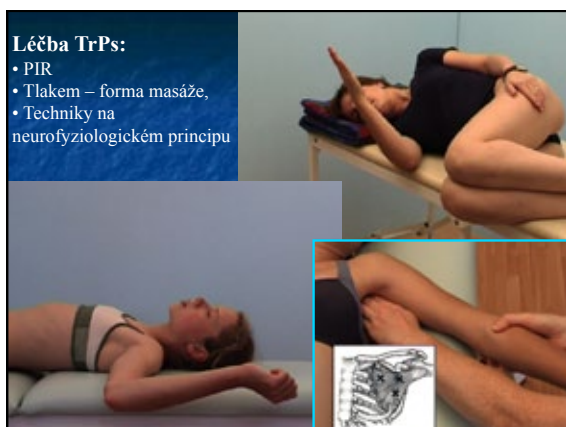 Léčba TrPs:
• PIR
• Tlakem – forma masáže,
• Techniky na
neurofyziologickém principu